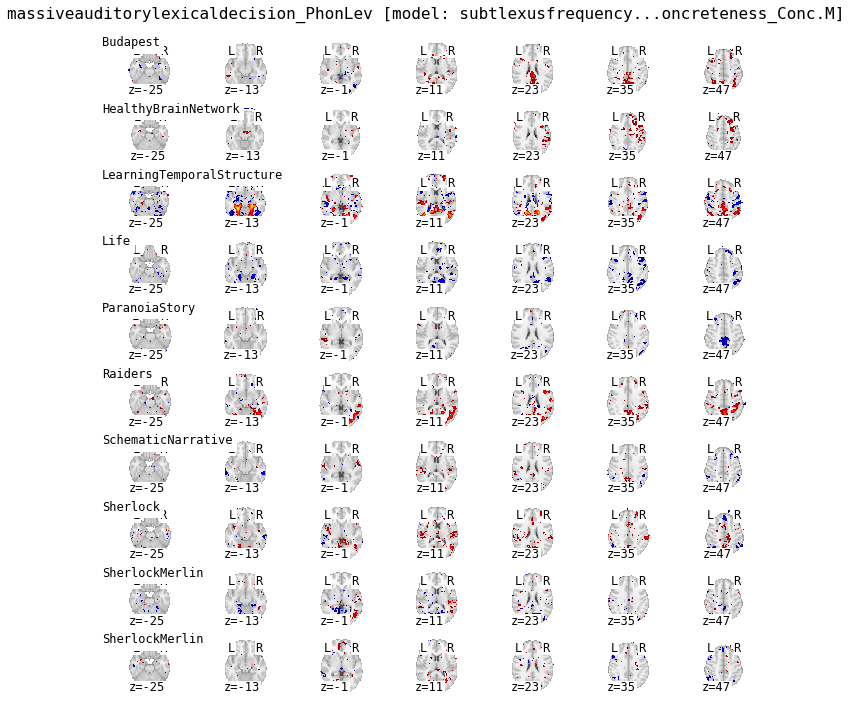 massiveauditorylexicaldecision_PhonLev [model: subtlexusfrequency...oncreteness_Conc.M]
Budapest
R
L R
L R
L R
L R
L R
L R
z=-25 z=-13 z=-1 z=11 z=23 z=35 z=47
HealthyBrainNetwork
R
L R
L R
L R
L R
L R
z=-25 z=-13 z=-1 z=11 z=23 z=35 z=47
LearningTemporalStructure
L R
L R
L R
L R
L R
z=-25 z=-13 z=-1 z=11 z=23 z=35 z=47
Life
L R
L R
L R
L R
L R
L R
L R
z=-25 z=-13 z=-1 z=11 z=23 z=35 z=47
ParanoiaStory
L R
L R
L R
L R
L R
L R
z=-25 z=-13 z=-1 z=11 z=23 z=35 z=47
Raiders
R
L R
L R
L R
L R
L R
L R
z=-25 z=-13 z=-1 z=11 z=23 z=35 z=47
SchematicNarrative
L R
L R
L R
L R
L R
L R
z=-25 z=-13 z=-1 z=11 z=23 z=35 z=47
Sherlock
L R
L R
L R
L R
L R
L R
z=-25 z=-13 z=-1 z=11 z=23 z=35 z=47
SherlockMerlin
L R
L R
L R
L R
L R
L R
z=-25 z=-13 z=-1 z=11 z=23 z=35 z=47
SherlockMerlin
L R
L R
L R
L R
L R
L R
z=-25 z=-13 z=-1 z=11 z=23 z=35 z=47